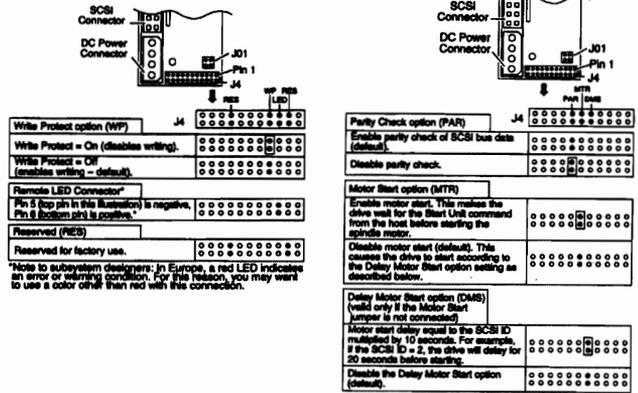 SCSI
Connector
DC Power
Connector
J01
Pin 1
J4
WP RES
RES LED
J4
Write Protect option (WP)
Write Protect = On (disables writing).
Write Protect = Off
(enables writing – default).
Remote LED Connector*
Pin 5 (top pin in this illustration) is negative,
Pin 6 (bottom pin) is positive.*
Reserved (RES)
Reserved for factory use.
*Note to subsystem designers: In Europe, a red LED indicates
an error or warning condition. For this reason, you may want
to use a color other than red with this connection.
SCSI
Connector
DC Power
Connector
J01
Pin 1
J4
MTR
PAR DMS
J4
Parity Check option (PAR)
Enable parity check of SCSI bus data
(default).
Disable parity check.
Motor Start option (MTR)
Enable motor start. This makes the
drive wait for the Start Unit command
from the host before starting the
spindle motor.
Disable motor start (default). This
causes the drive to start according to
the Delay Motor Start option setting as
described below.
Delay Motor Start option (DMS)
(valid only if the Motor Start
jumper is not connected)
Motor start delay equal to the SCSI ID
multiplied by 10 seconds. For example,
if the SCSI ID = 2, the drive will delay for
20 seconds before starting.
Disable the Delay Motor Start option
(default).